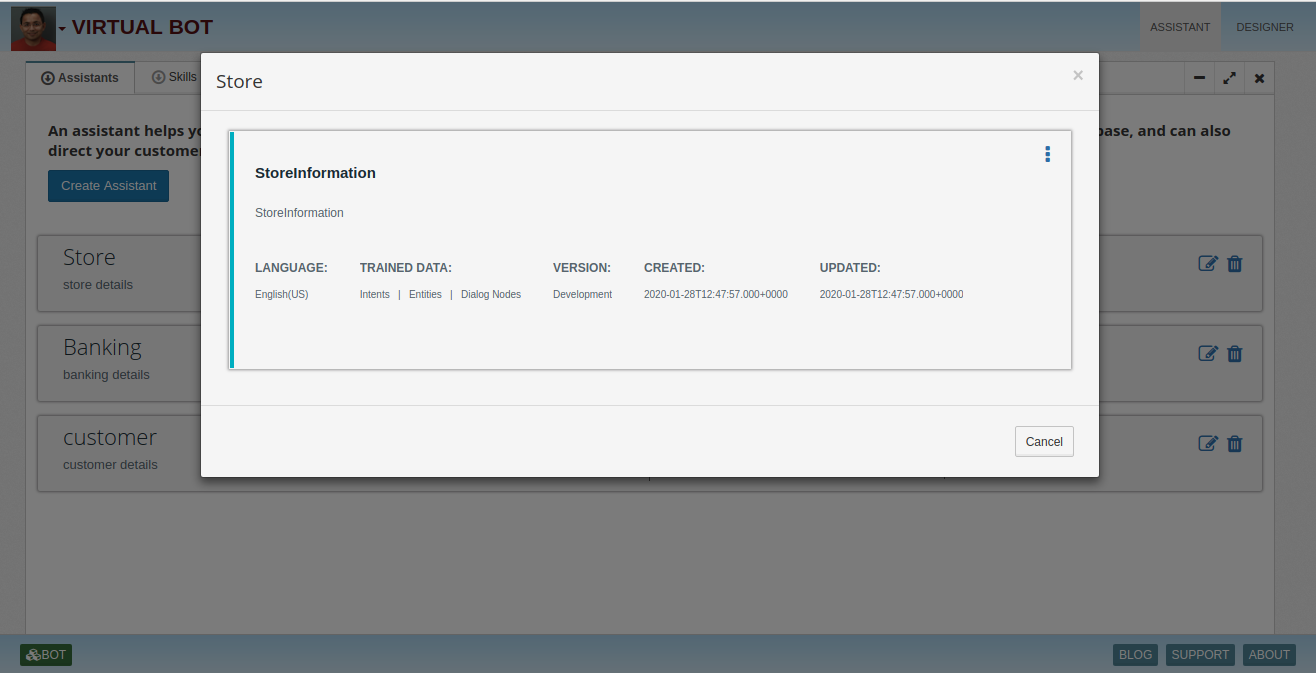 VIRTUAL BOT
ASSISTANT DESIGNER
Assistants Skills
Store
×
An assistant helps yo
base, and can also
direct your customer
Create Assistant
StoreInformation
StoreInformation
LANGUAGE: TRAINED DATA: VERSION: CREATED: UPDATED:
English(US) Intents | Entities | Dialog Nodes Development 2020-01-28T12:47:57.000+0000 2020-01-28T12:47:57.000+0000
Store
store details
Banking
banking details
customer
customer details
Cancel
BOT
BLOG SUPPORT ABOUT